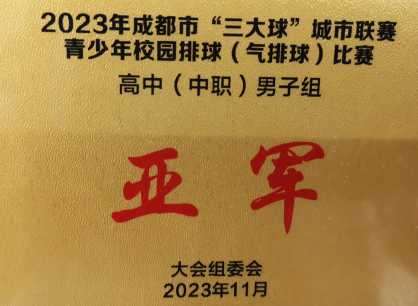 2023年成都市“三大球”城市联赛
青少年校园排球（气排球）比赛
高中（中职）男子组
亚军
大会组委会
2023年11月